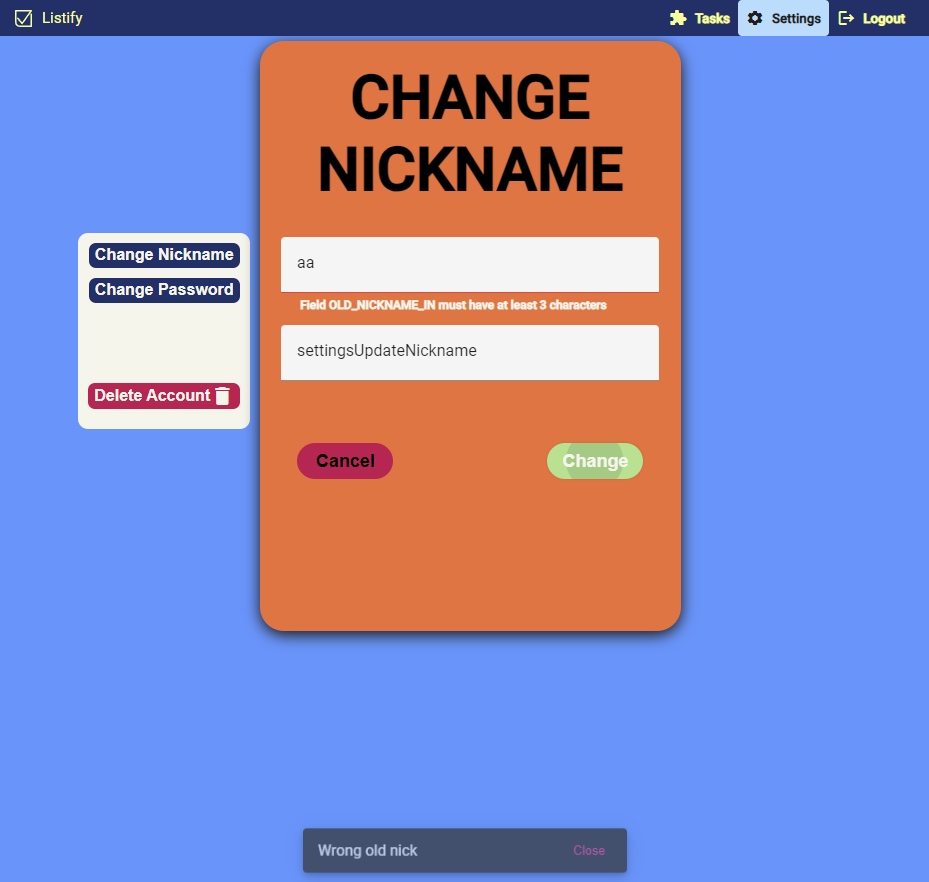 Listify
Tasks
Settings
Logout
CHANGE
NICKNAME
Change Nickname
Change Password
Delete Account
aa
Field OLD_NICKNAME_IN must have at least 3 characters
settingsUpdateNickname
Cancel
Change
Wrong old nick
Close